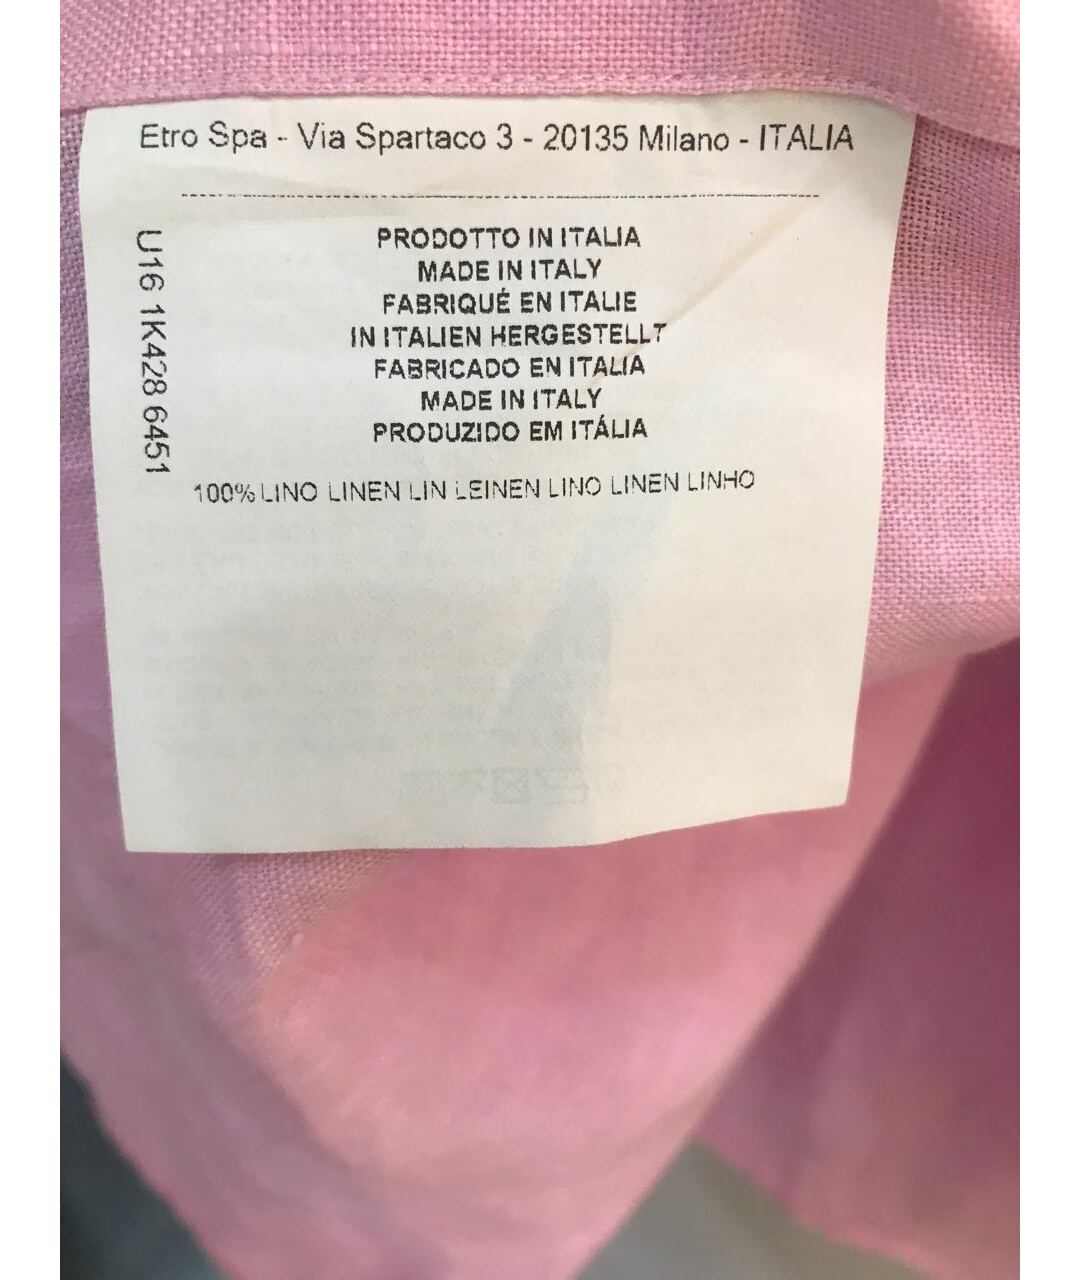 Etro Spa - Via Spartaco 3 - 20135 Milano - ITALIA
U16 1K428 6451
PRODOTTO IN ITALIA
MADE IN ITALY
FABRIQUÉ EN ITALIE
IN ITALIEN HERGESTELLT
FABRICADO EN ITALIA
MADE IN ITALY
PRODUZIDO EM ITÁLIA
100% LINO LINEN LIN LEINEN LINO LINEN LINHO